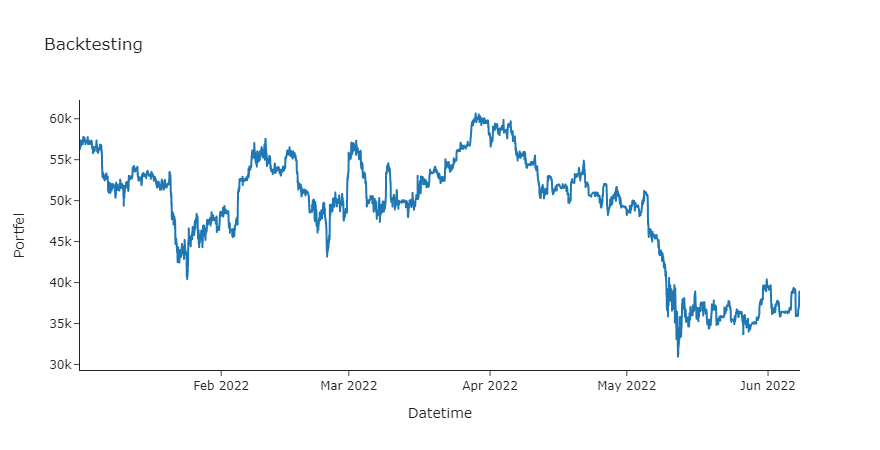 Backtesting
Portfel
60k
55k
50k
45k
40k
35k
30k
Feb 2022
Mar 2022
Apr 2022
May 2022
Jun 2022
Datetime